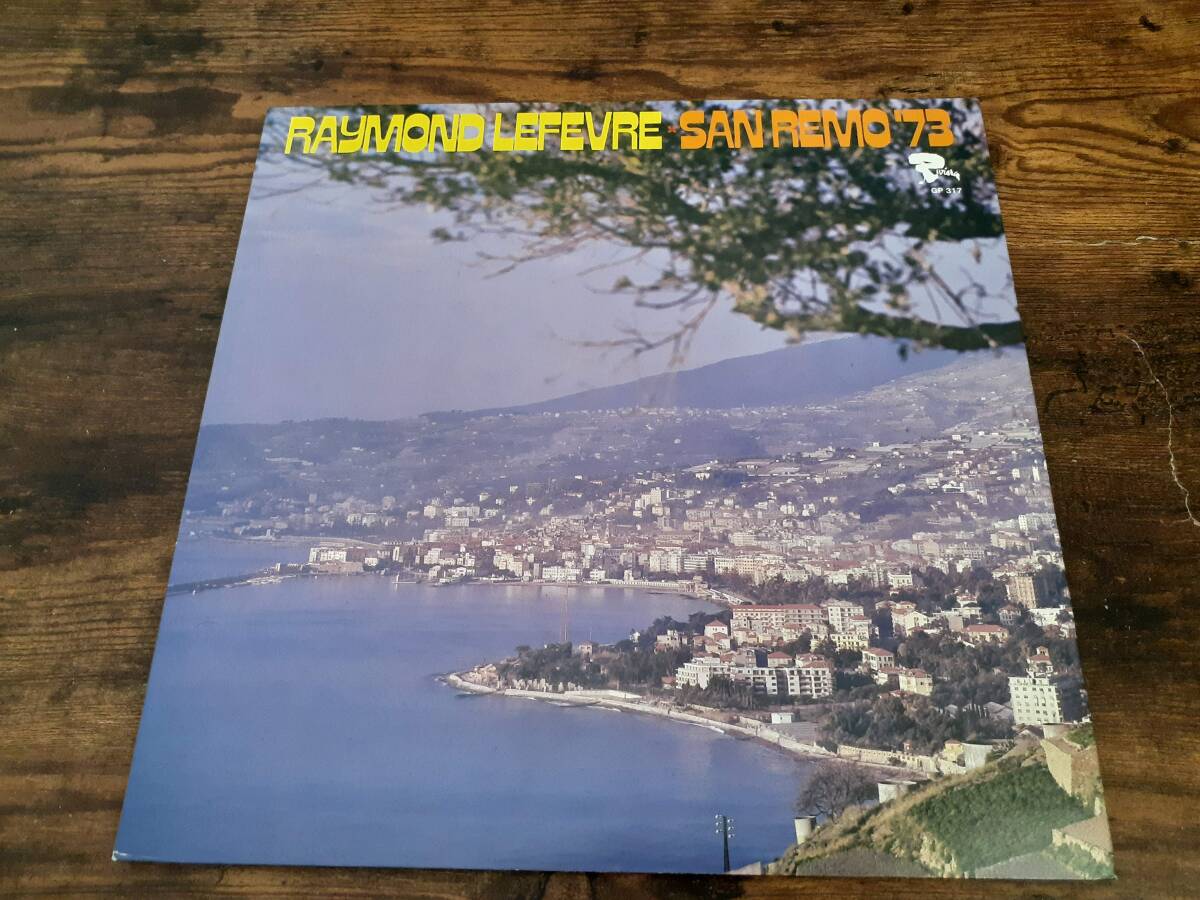 RAYMOND LEFEVRE * SAN REMO '73
Riviera
GP 317